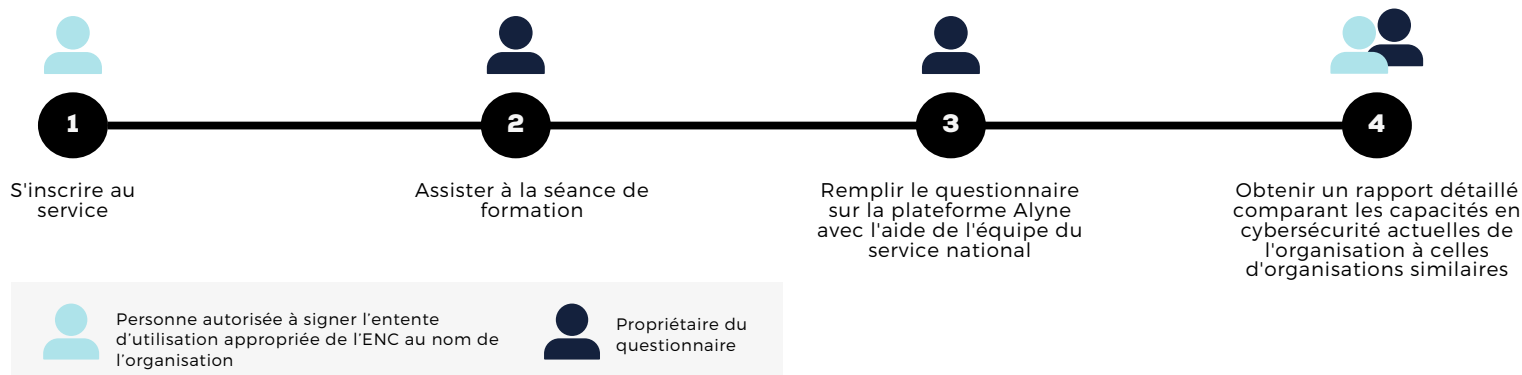 1
2
3
4
S'inscrire au
service
Assister à la séance de
formation
Remplir le questionnaire
sur la plateforme Alyne
avec l'aide de l'équipe du
service national
Obtenir un rapport détaillé
comparant les capacités en
cybersécurité actuelles de
l'organisation à celles
d'organisations similaires
Personne autorisée à signer l’entente
d’utilisation appropriée de l’ENC au nom de
l’organisation
Propriétaire du
questionnaire